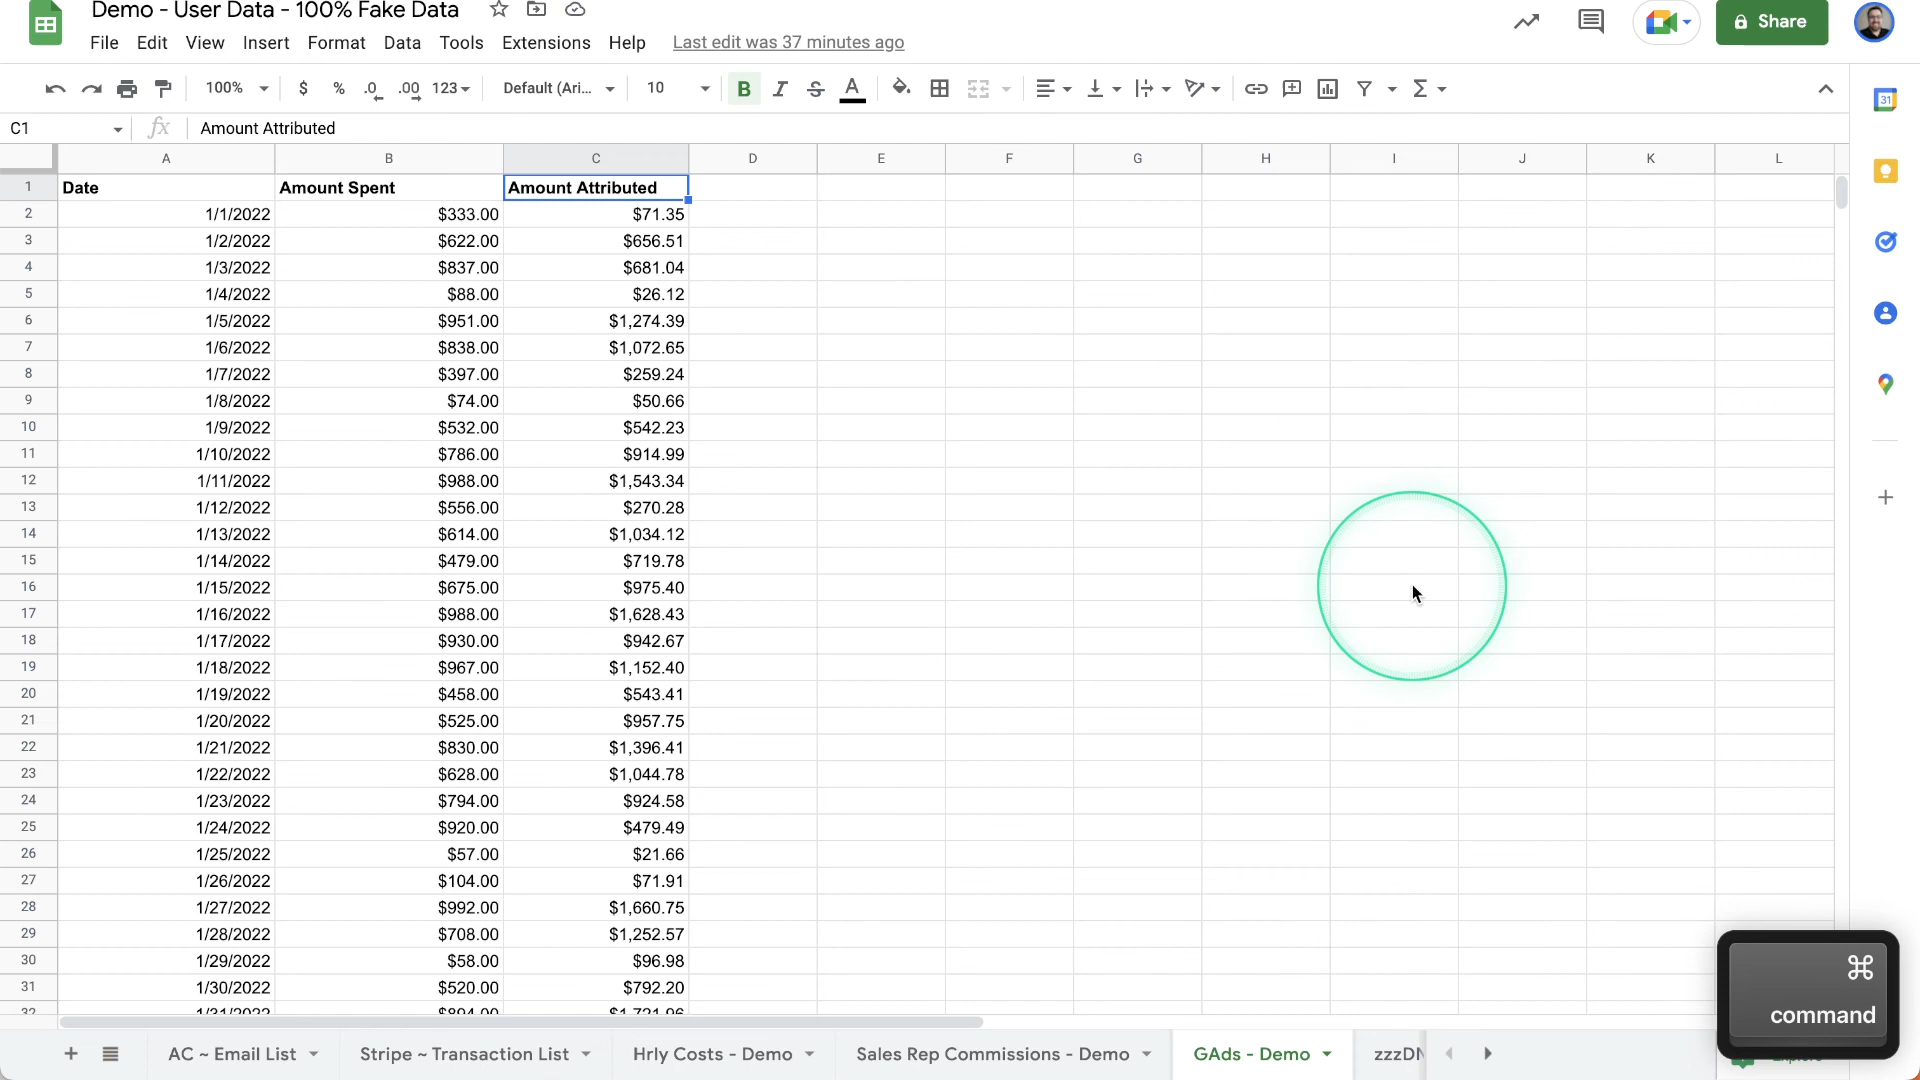 Demo - User Data - 100% Fake Data
File Edit View Insert Format Data Tools Extensions Help Last edit was 37 minutes ago
Share
100% $ % .0 .00 123 Default (Ari... 10 B I S A
31
C1 fx Amount Attributed
A B C D E F G H I J K L
1 Date Amount Spent Amount Attributed
2 1/1/2022 $333.00 $71.35
3 1/2/2022 $622.00 $656.51
4 1/3/2022 $837.00 $681.04
5 1/4/2022 $88.00 $26.12
6 1/5/2022 $951.00 $1,274.39
7 1/6/2022 $838.00 $1,072.65
8 1/7/2022 $397.00 $259.24
9 1/8/2022 $74.00 $50.66
10 1/9/2022 $532.00 $542.23
11 1/10/2022 $786.00 $914.99
12 1/11/2022 $988.00 $1,543.34
13 1/12/2022 $556.00 $270.28
14 1/13/2022 $614.00 $1,034.12
15 1/14/2022 $479.00 $719.78
16 1/15/2022 $675.00 $975.40
17 1/16/2022 $988.00 $1,628.43
18 1/17/2022 $930.00 $942.67
19 1/18/2022 $967.00 $1,152.40
20 1/19/2022 $458.00 $543.41
21 1/20/2022 $525.00 $957.75
22 1/21/2022 $830.00 $1,396.41
23 1/22/2022 $628.00 $1,044.78
24 1/23/2022 $794.00 $924.58
25 1/24/2022 $920.00 $479.49
26 1/25/2022 $57.00 $21.66
27 1/26/2022 $104.00 $71.91
28 1/27/2022 $992.00 $1,660.75
29 1/28/2022 $708.00 $1,252.57
30 1/29/2022 $58.00 $96.98
31 1/30/2022 $520.00 $792.20
32 1/31/2022 $894.00 $1,721.96
⌘
command
AC ~ Email List Stripe ~ Transaction List Hrly Costs - Demo Sales Rep Commissions - Demo GAds - Demo